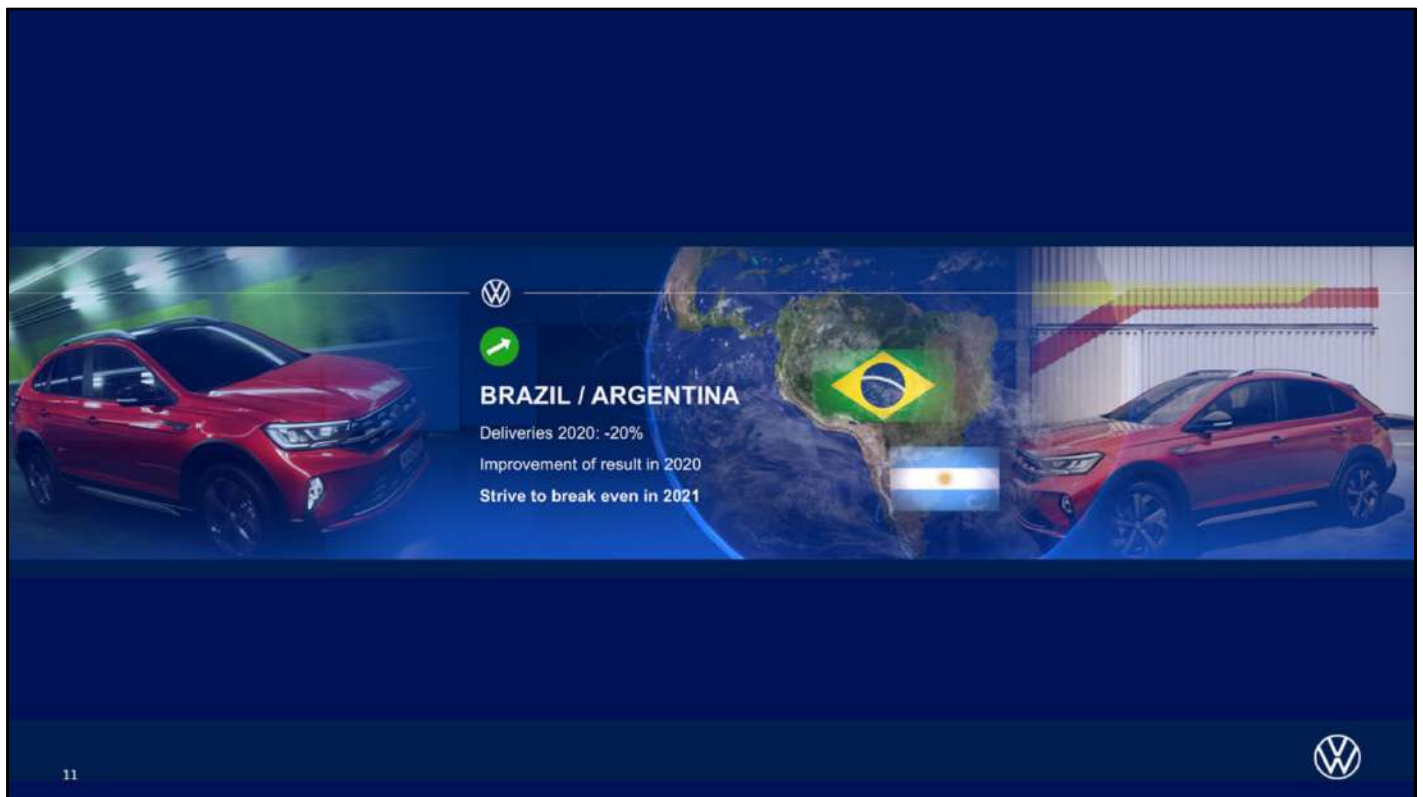 BRAZIL / ARGENTINA
Deliveries 2020: -20%
Improvement of result in 2020
Strive to break even in 2021
11